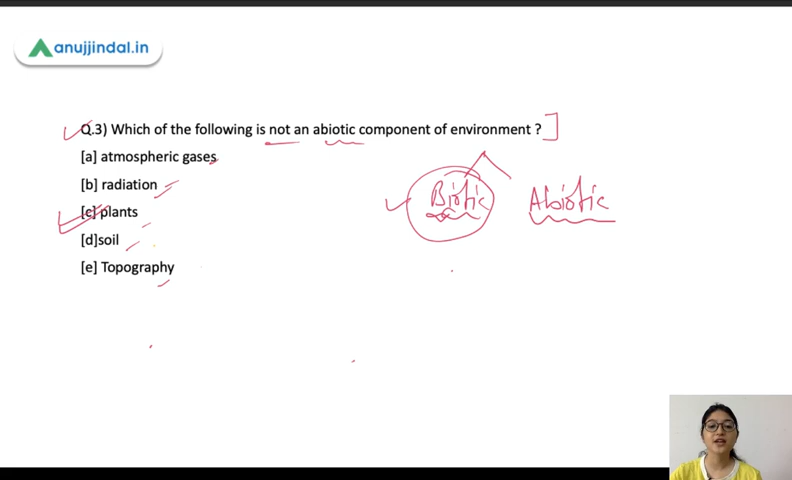 anujjindal.in
Q.3) Which of the following is not an abiotic component of environment ?
[a] atmospheric gases
[b] radiation
[c] plants
[d]soil
[e] Topography
Biotic Abiotic